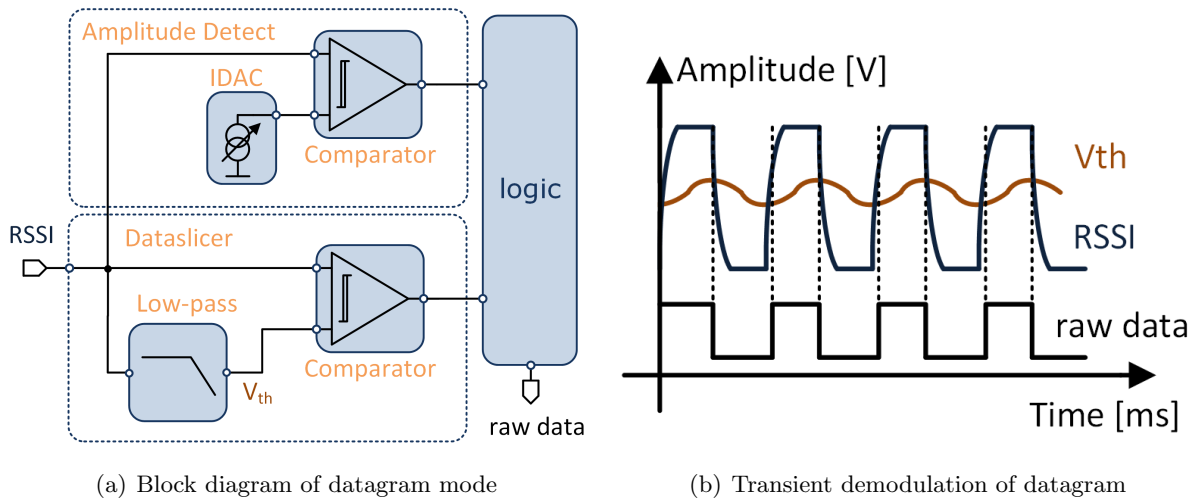 Amplitude Detect
IDAC
Comparator
logic
RSSI
Dataslicer
Low-pass
Vth
Comparator
raw data
(a) Block diagram of datagram mode
Amplitude [V]
Vth
RSSI
raw data
Time [ms]
(b) Transient demodulation of datagram